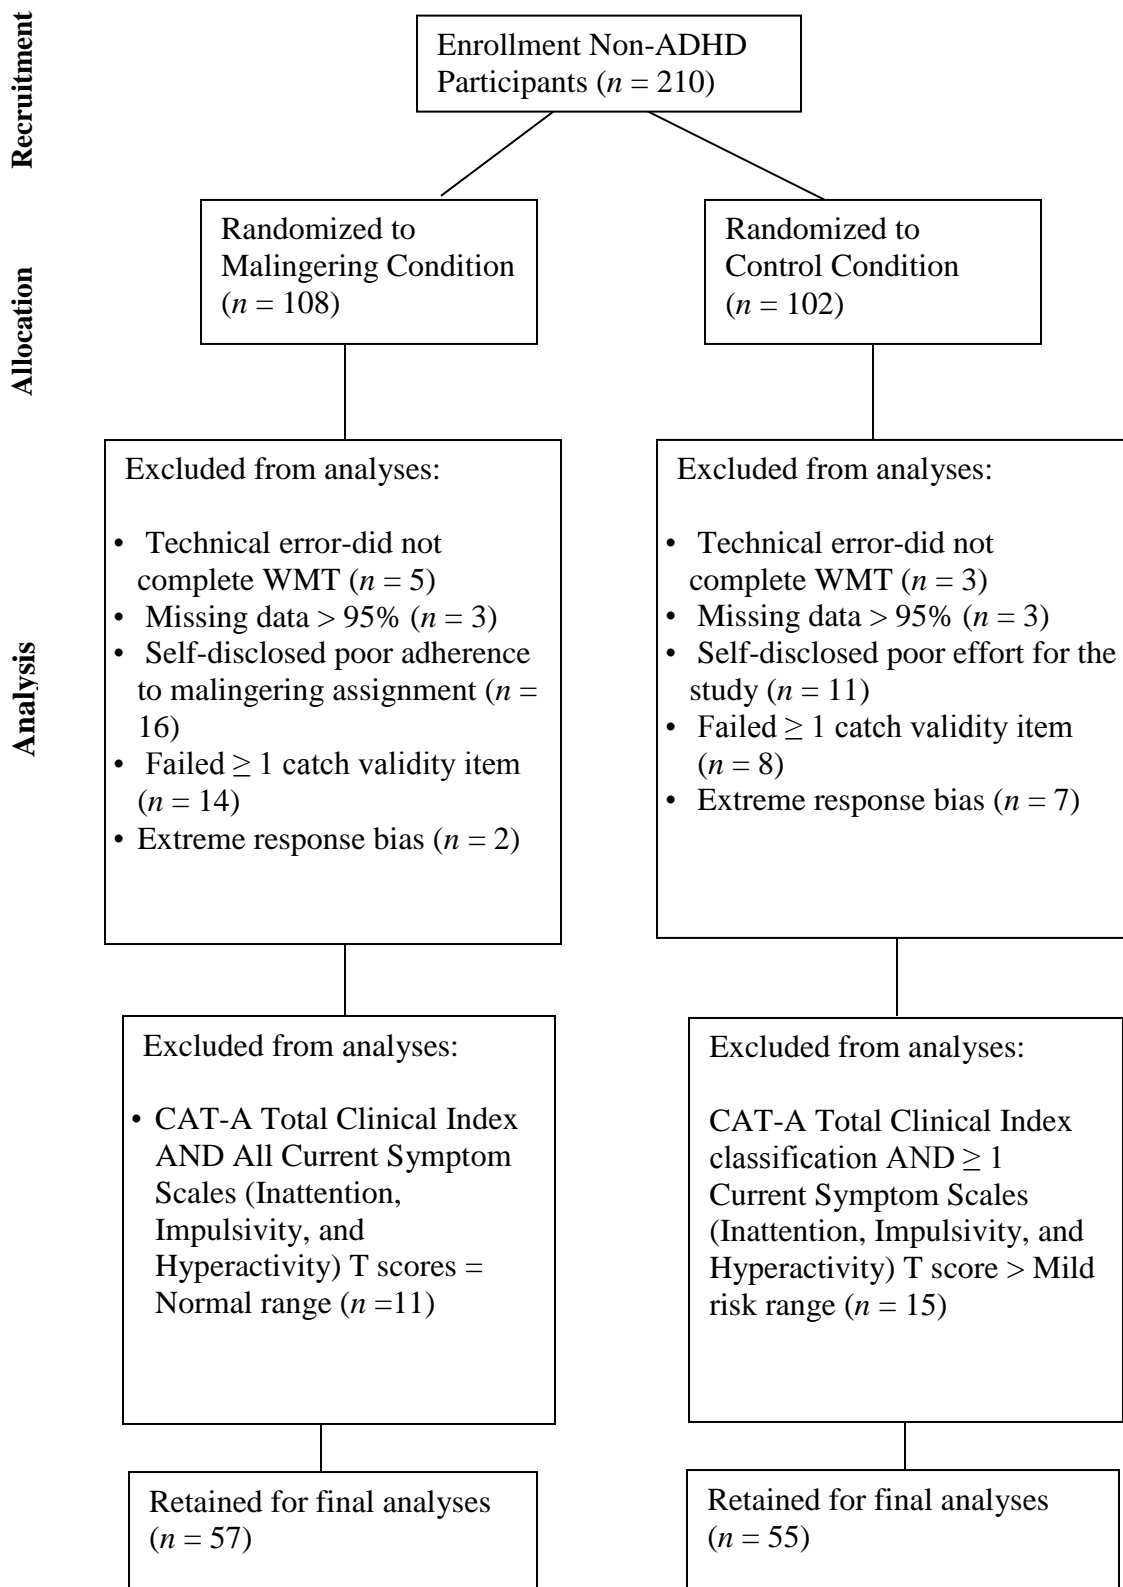 Recruitment
Enrollment Non-ADHD
Participants (n = 210)
Allocation
Randomized to
Malingering Condition
(n = 108)
Randomized to
Control Condition
(n = 102)
Analysis
Excluded from analyses:
• Technical error-did not
complete WMT (n = 5)
• Missing data > 95% (n = 3)
• Self-disclosed poor adherence
to malingering assignment (n =
16)
• Failed ≥ 1 catch validity item
(n = 14)
• Extreme response bias (n = 2)
Excluded from analyses:
• Technical error-did not
complete WMT (n = 3)
• Missing data > 95% (n = 3)
• Self-disclosed poor effort for the
study (n = 11)
• Failed ≥ 1 catch validity item
(n = 8)
• Extreme response bias (n = 7)
Excluded from analyses:
• CAT-A Total Clinical Index
AND All Current Symptom
Scales (Inattention,
Impulsivity, and
Hyperactivity) T scores =
Normal range (n =11)
Excluded from analyses:
CAT-A Total Clinical Index
classification AND ≥ 1
Current Symptom Scales
(Inattention, Impulsivity, and
Hyperactivity) T score > Mild
risk range (n = 15)
Retained for final analyses
(n = 57)
Retained for final analyses
(n = 55)